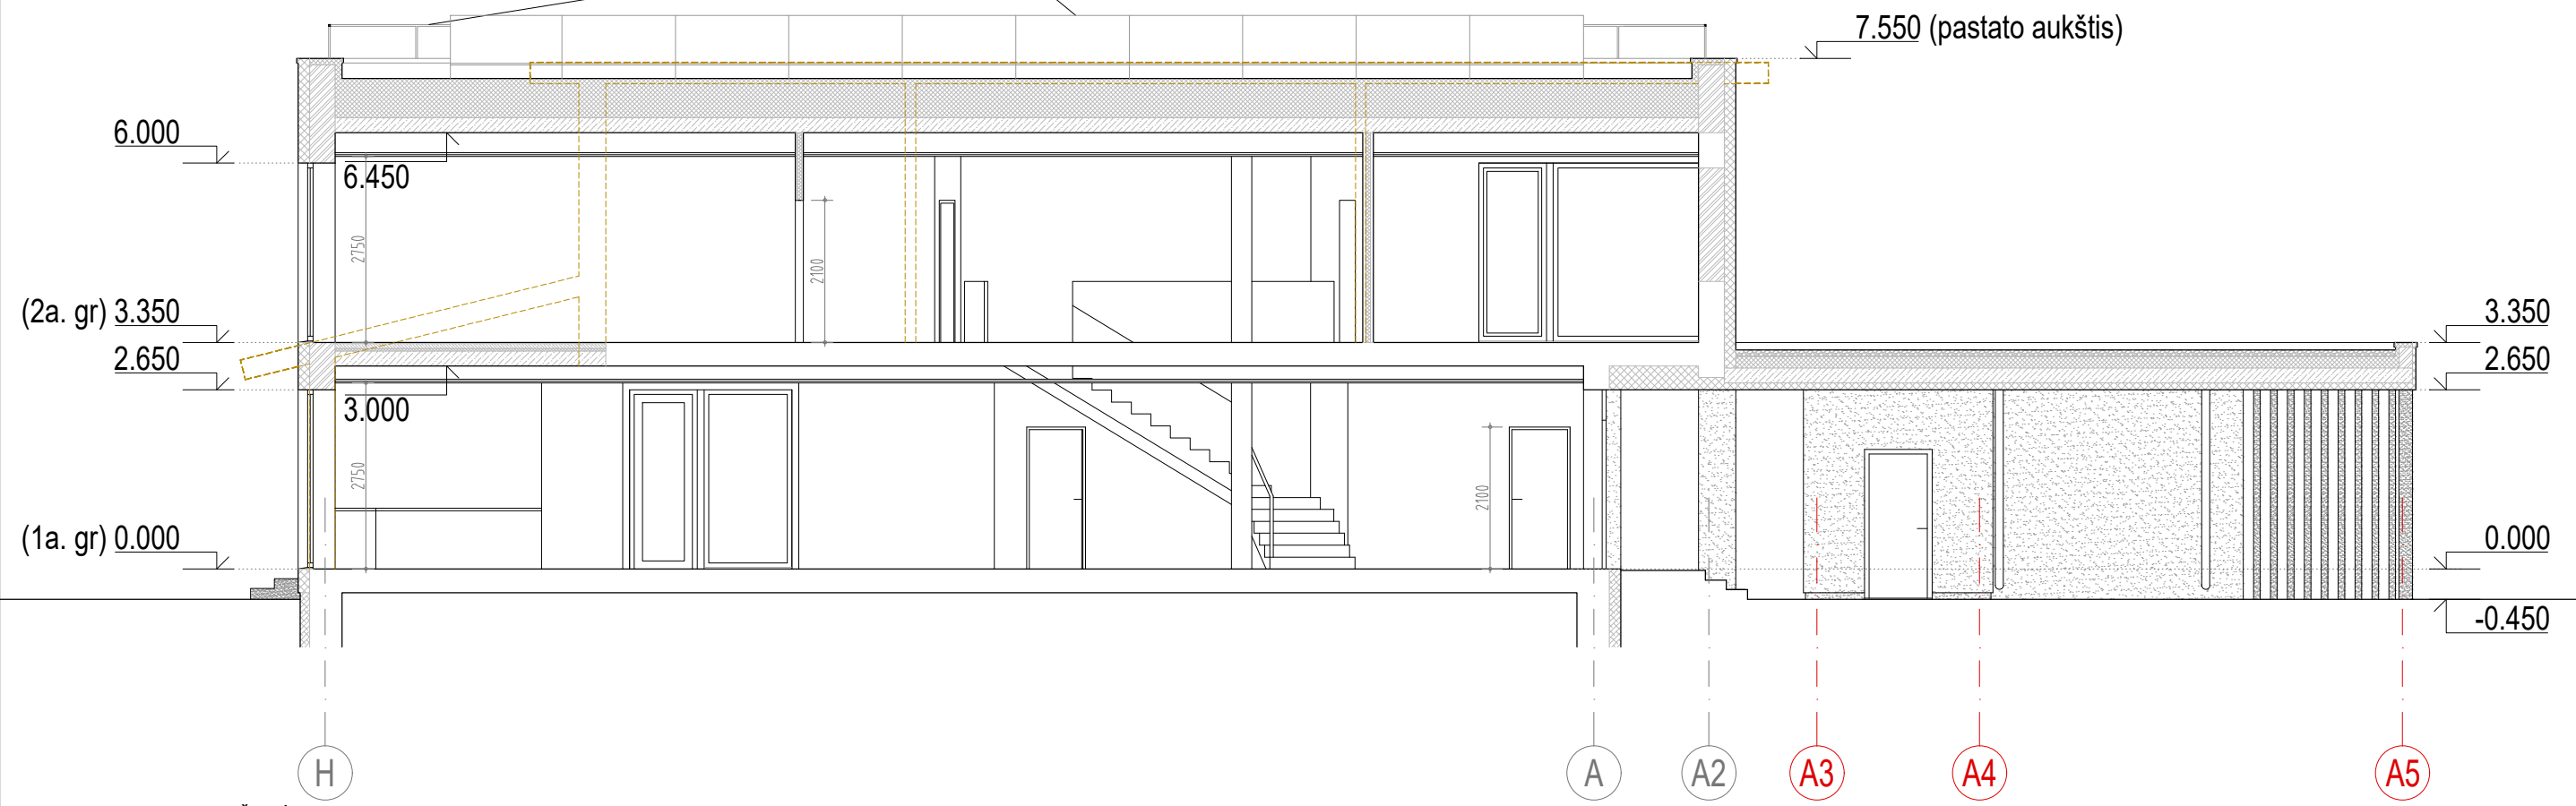 7.550 (pastato aukštis)
6.000
6.450
2750
2100
(2a. gr) 3.350
3.350
2.650
2.650
3.000
2750
2100
(1a. gr) 0.000
0.000
-0.450
H
A
A2
A3
A4
A5